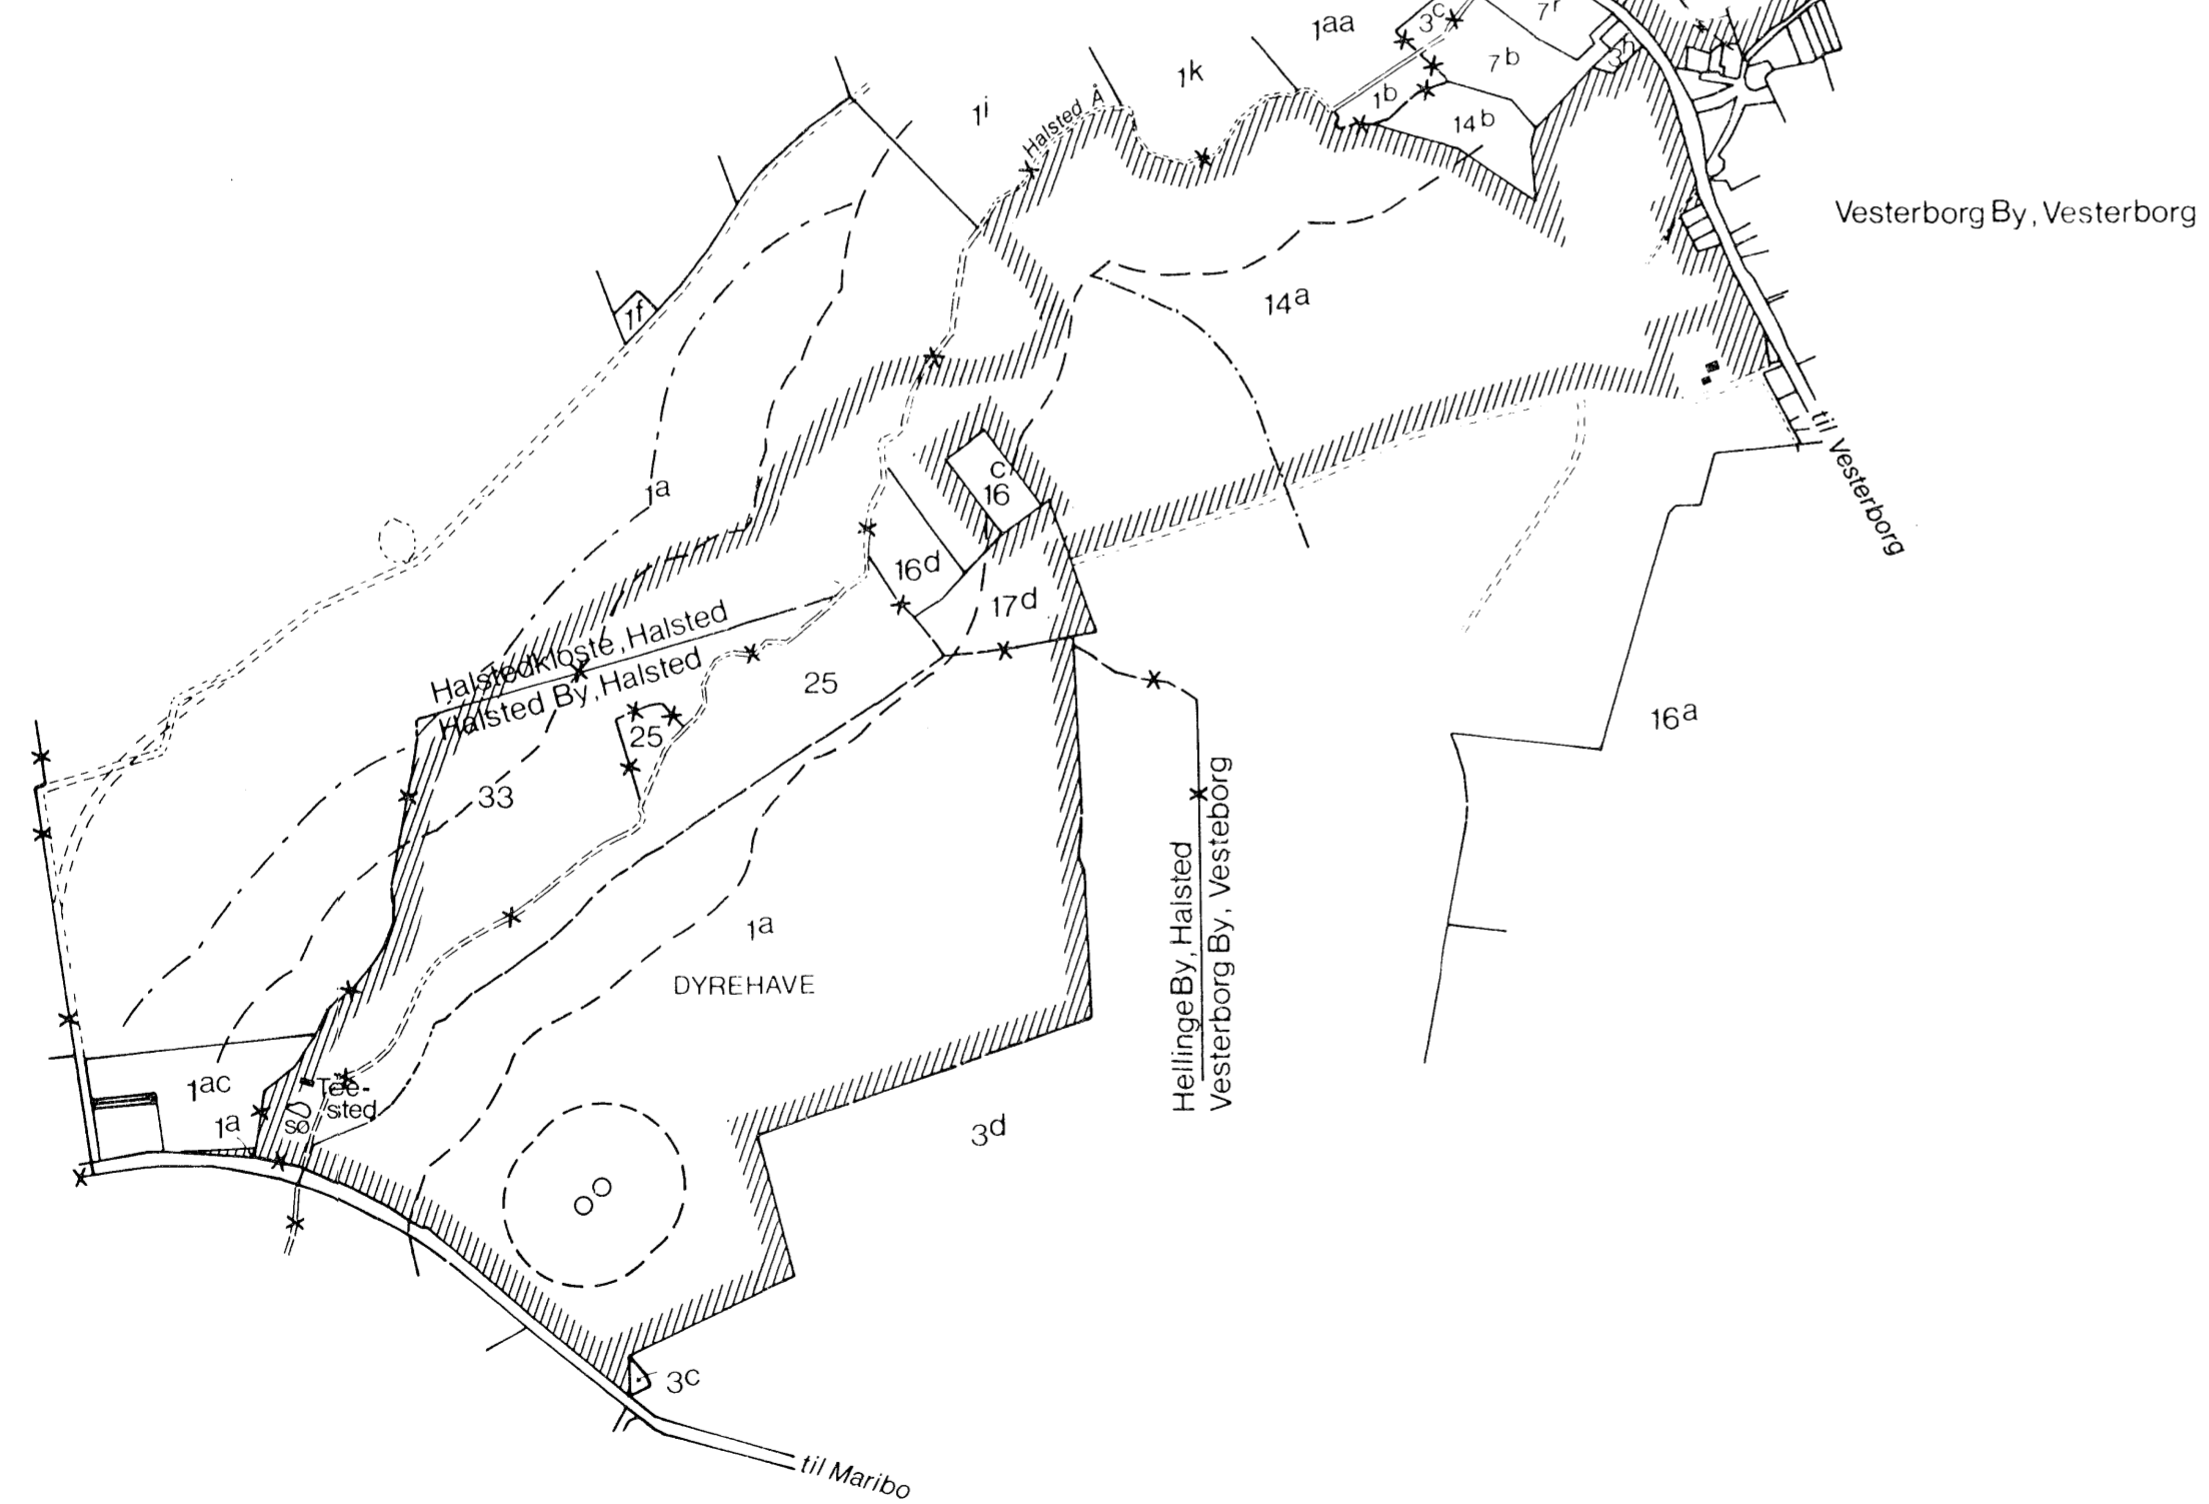 1aa
3c
7r
3h
7b
1k
1i
Halsted Å
1b
14b
Vesterborg By, Vesterborg
14a
1f
til Vesterborg
c
16
1a
16d
17d
Halstedkloste, Halsted
Halsted By, Halsted
25
25
16a
33
Hellinge By, Halsted
Vesterborg By, Vesteborg
1a
DYREHAVE
1ac
Tee-
sted
1a
sø
3d
3c
til Maribo